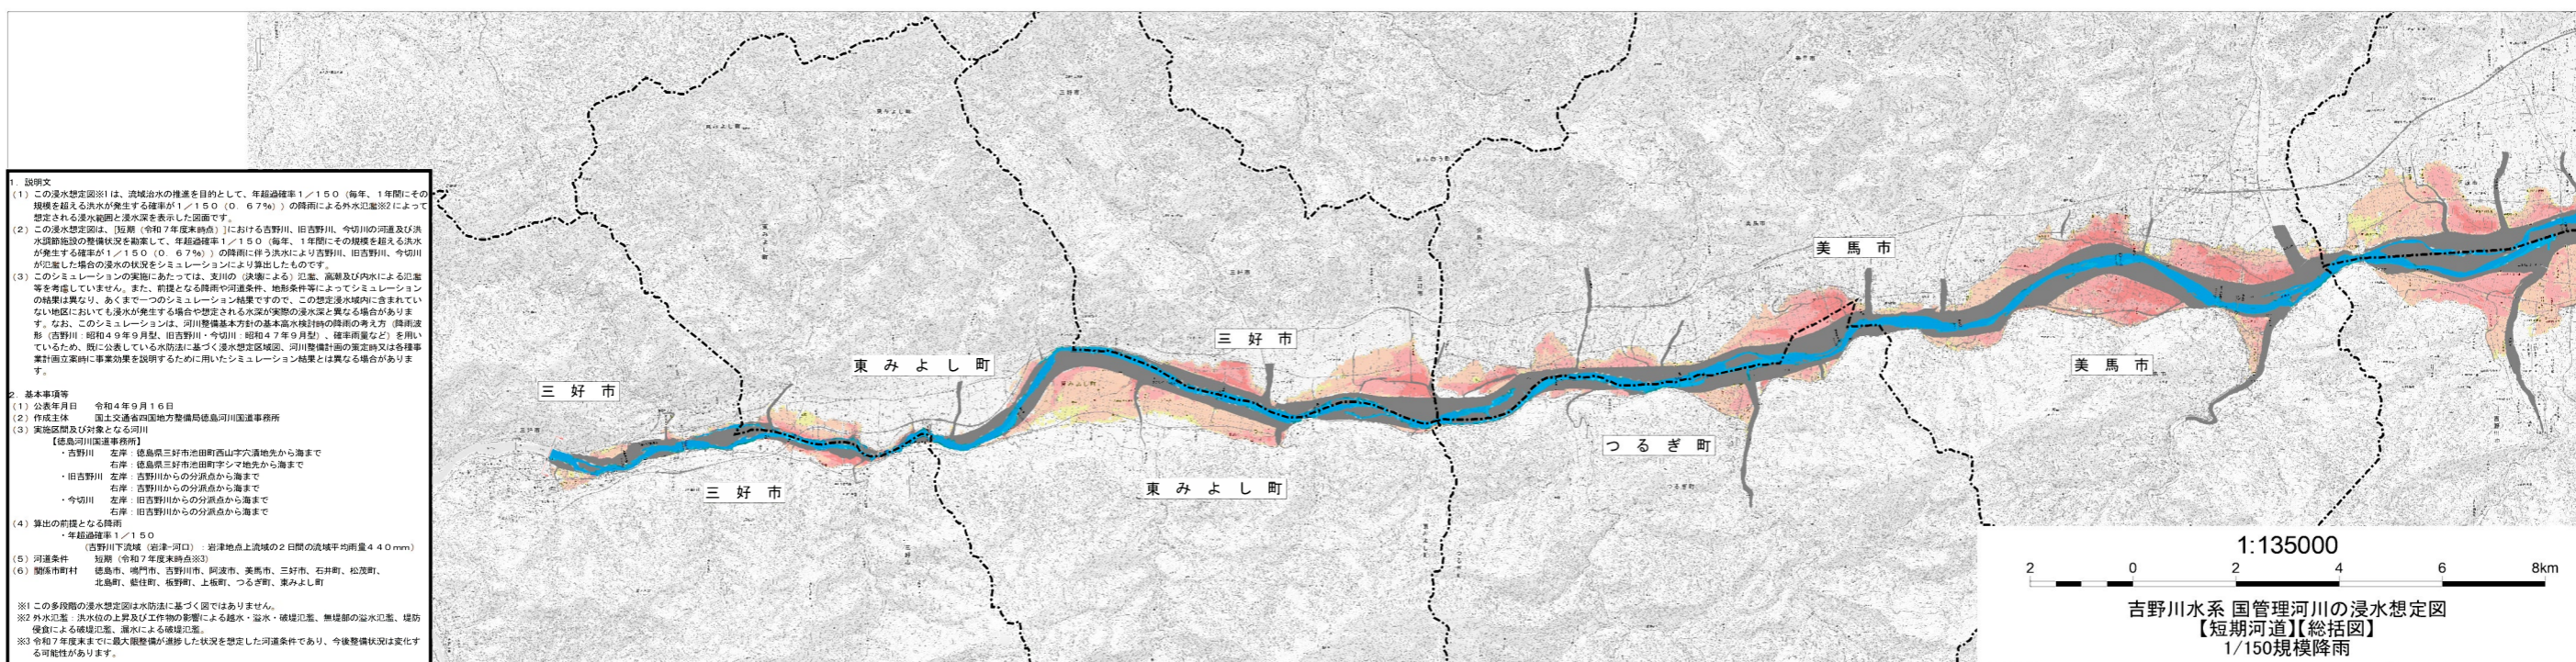 1. 説明文
(1) この浸水想定図※1は、流域治水の推進を目的として、年超過確率1/150(毎年、1年間にその
規模を超える洪水が発生する確率が1/150(0.67%))の降雨による外水氾濫※2によって
想定される浸水範囲と浸水深を表示した図面です。
(2) この浸水想定図は、[短期(令和7年度末時点)]における吉野川、旧吉野川、今切川の河道及び洪
水調節施設の整備状況を勘案して、年超過確率1/150(毎年、1年間にその規模を超える洪水
が発生する確率が1/150(0.67%))の降雨に伴う洪水により吉野川、旧吉野川、今切川
が氾濫した場合の浸水の状況をシミュレーションにより算出したものです。
(3) このシミュレーションの実施にあたっては、支川の(決壊による)氾濫、高潮及び内水による氾濫
等を考慮していません。また、前提となる降雨や河道条件、地形条件等によってシミュレーション
の結果は異なり、あくまで一つのシミュレーション結果ですので、この想定浸水域内に含まれてい
ない地区においても浸水が発生する場合や想定される水深が実際の浸水深と異なる場合がありま
す。なお、このシミュレーションは、河川整備基本方針の基本高水検討時の降雨の考え方(降雨波
形(吉野川:昭和49年9月型、旧吉野川・今切川:昭和47年9月型)、確率雨量など)を用い
ているため、既に公表している水防法に基づく浸水想定区域図、河川整備計画の策定時又は各種事
業計画立案時に事業効果を説明するために用いたシミュレーション結果とは異なる場合がありま
す。
2. 基本事項等
(1) 公表年月日 令和4年9月16日
(2) 作成主体 国土交通省四国地方整備局徳島河川国道事務所
(3) 実施区間及び対象となる河川
【徳島河川国道事務所】
・吉野川 左岸:徳島県三好市池田町西山字穴漬地先から海まで
右岸:徳島県三好市池田町字シマ地先から海まで
・旧吉野川 左岸:吉野川からの分派点から海まで
右岸:吉野川からの分派点から海まで
・今切川 左岸:旧吉野川からの分派点から海まで
右岸:旧吉野川からの分派点から海まで
(4) 算出の前提となる降雨
・年超過確率1/150
(吉野川下流域(岩津~河口):岩津地点上流域の2日間の流域平均雨量440mm)
(5) 河道条件 短期(令和7年度末時点※3)
(6) 関係市町村 徳島市、鳴門市、吉野川市、阿波市、美馬市、三好市、石井町、松茂町、
北島町、藍住町、板野町、上板町、つるぎ町、東みよし町
※1 この多段階の浸水想定図は水防法に基づく図ではありません。
※2 外水氾濫:洪水位の上昇及び工作物の影響による越水・溢水・破堤氾濫、無堤部の溢水氾濫、堤防
侵食による破堤氾濫、漏水による破堤氾濫。
※3 令和7年度末までに最大限整備が進捗した状況を想定した河道条件であり、今後整備状況は変化す
る可能性があります。
三好市
三好市
東みよし町
東みよし町
三好市
つるぎ町
美馬市
美馬市
1:135000
2 0 2 4 6 8km
吉野川水系 国管理河川の浸水想定図
【短期河道】【総括図】
1/150規模降雨